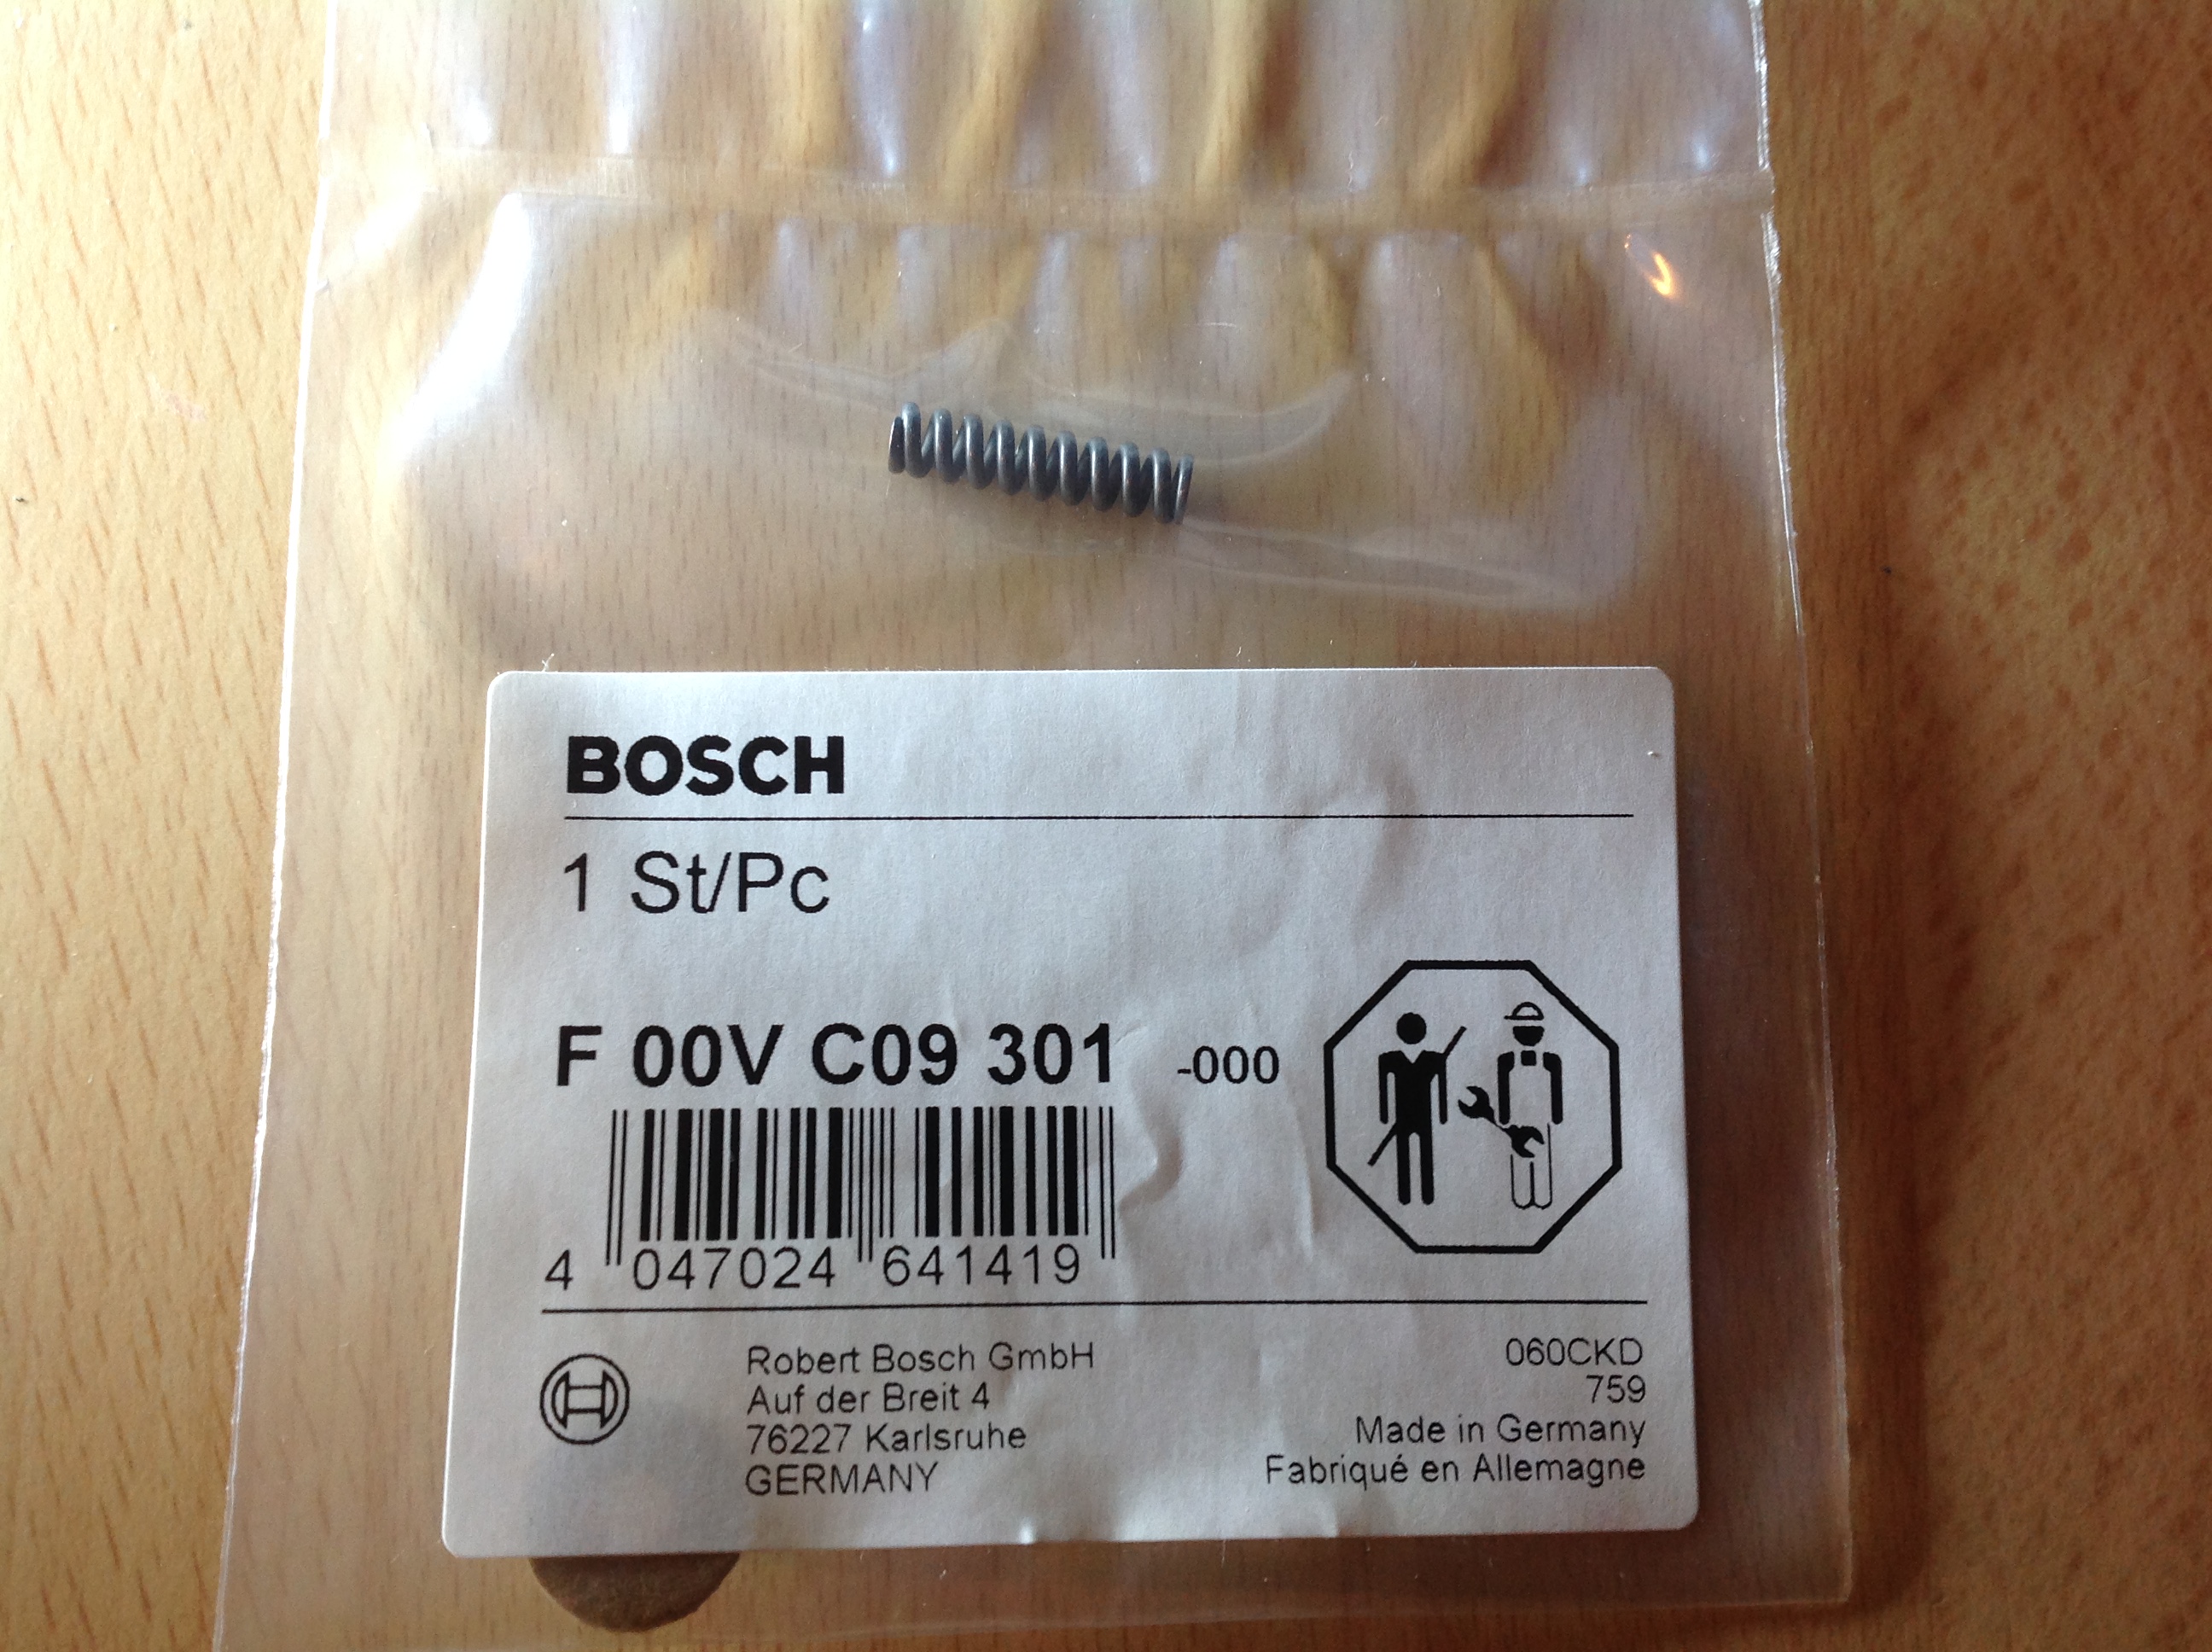 BOSCH
1 St/Pc
F 00V C09 301 -000
4 047024 641419
Robert Bosch GmbH
Auf der Breit 4
76227 Karlsruhe
GERMANY
060CKD
759
Made in Germany
Fabriqué en Allemagne